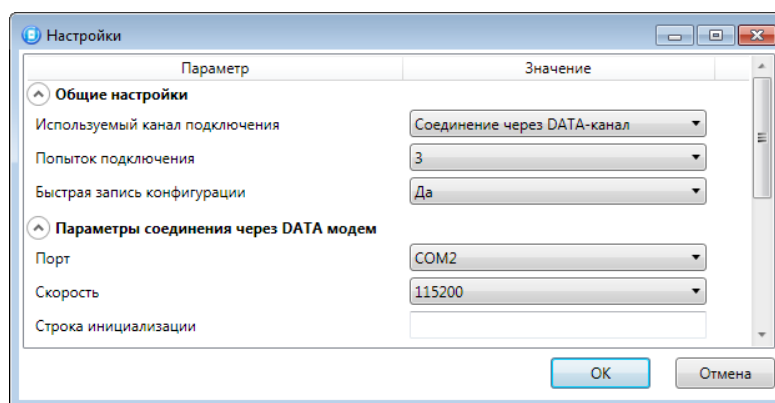 Настройки
Параметр Значение
Общие настройки
Используемый канал подключения Соединение через DATA-канал
Попыток подключения 3
Быстрая запись конфигурации Да
Параметры соединения через DATA модем
Порт COM2
Скорость 115200
Строка инициализации
OK Отмена